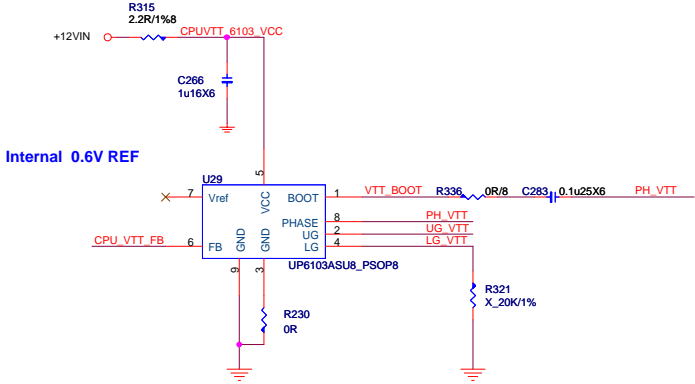 R315
2.2R/1%8
+12VIN
CPUVTT_6103_VCC
C266
1u16X6
Internal 0.6V REF
U29
5
7
Vref
VCC
BOOT
1
VTT_BOOT
R336
0R/8
C283
0.1u25X6
PH_VTT
PHASE
8
PH_VTT
UG
2
UG_VTT
CPU_VTT_FB
6
FB
GND
GND
LG
4
LG_VTT
UP6103ASU8_PSOP8
9
3
R321
X_20K/1%
R230
0R